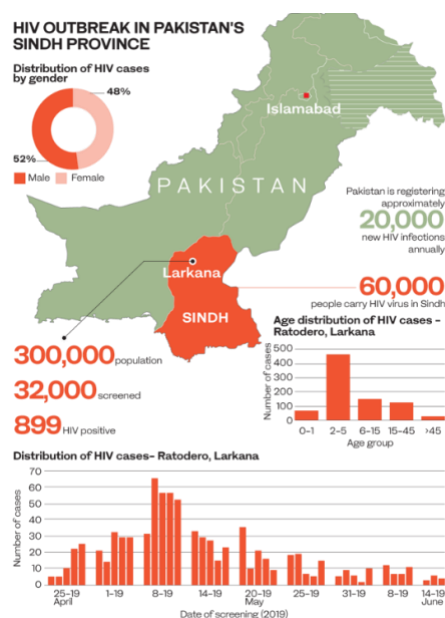 HIV OUTBREAK IN PAKISTAN'S
SINDH PROVINCE
Distribution of HIV cases
by gender
48%
52%
Male Female
Islamabad
PAKISTAN
Pakistan is registering
approximately
20,000
new HIV infections
annually
Larkana
60,000
people carry HIV virus in Sindh
SINDH
300,000 population
32,000 screened
899 HIV positive
Age distribution of HIV cases –
Ratodero, Larkana
Number of cases
500
400
300
200
100
0
0–1 2–5 6–15 15–45 >45
Age group
Distribution of HIV cases– Ratodero, Larkana
Number of cases
70
60
50
40
30
20
10
0
25–19 1–19 8–19 14–19 20–19 25–19 31–19 8–19 14–19
April May June
Date of screening (2019)